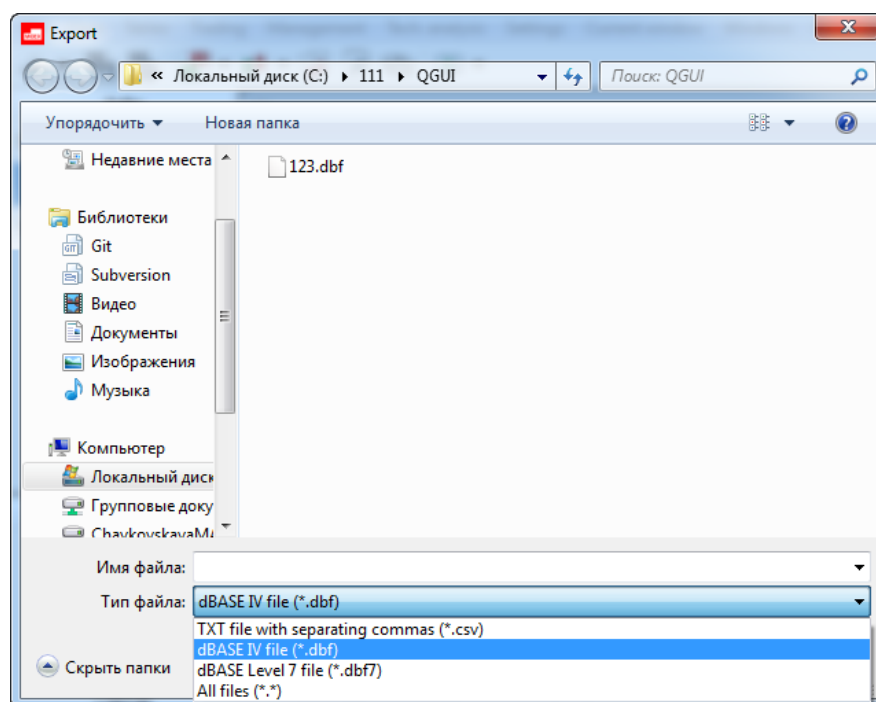 Export
« Локальный диск (C:) 111 QGUI
Поиск: QGUI
Упорядочить
Новая папка
Недавние места
123.dbf
Библиотеки
Git
Subversion
Видео
Документы
Изображения
Музыка
Компьютер
Локальный диск
Групповые доку
Имя файла:
Тип файла: dBASE IV file (*.dbf)
TXT file with separating commas (*.csv)
dBASE IV file (*.dbf)
dBASE Level 7 file (*.dbf7)
All files (*.*)
Скрыть папки